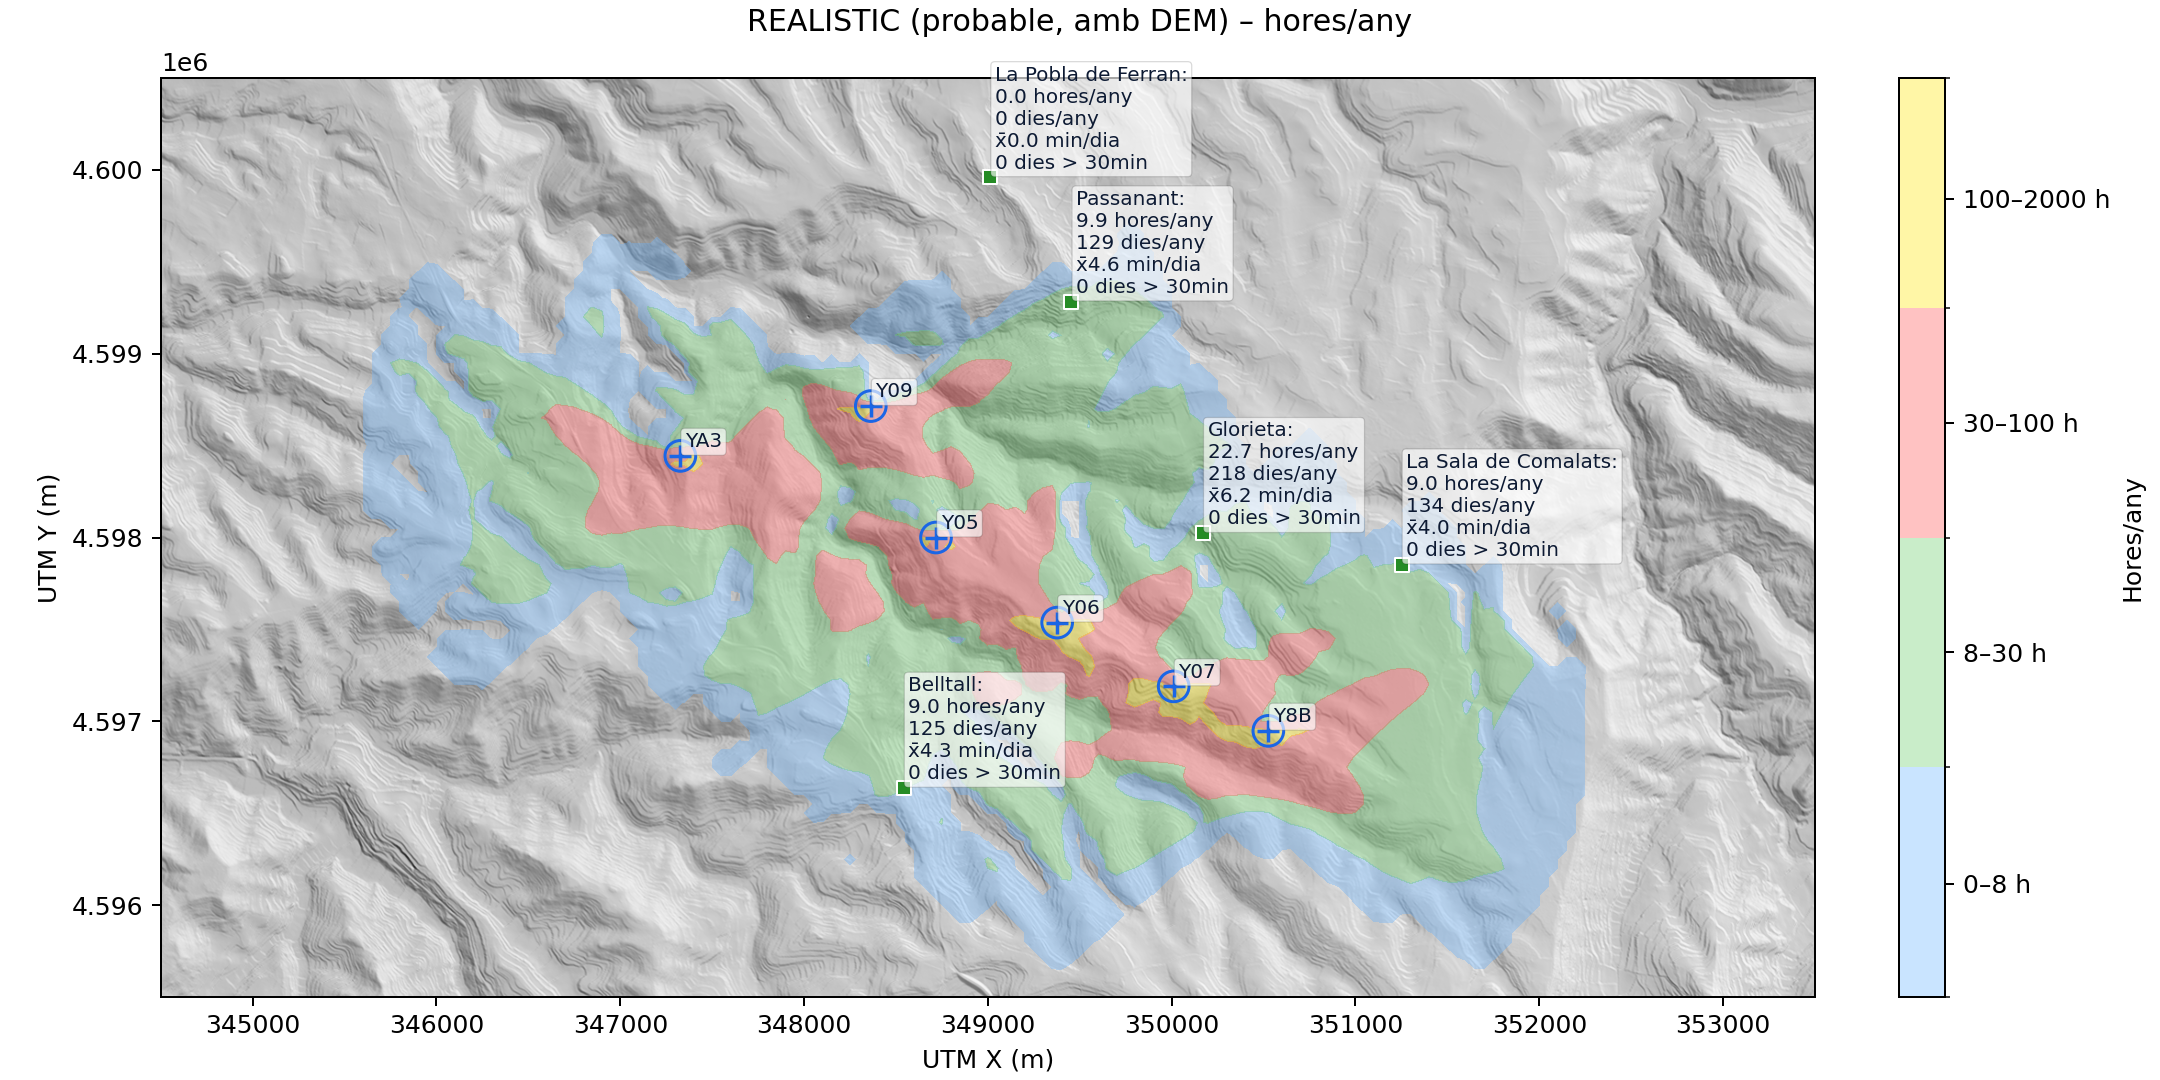 REALISTIC (probable, amb DEM) – hores/any
1e6
La Pobla de Ferran:
0.0 hores/any
0 dies/any
x̄0.0 min/dia
0 dies > 30min
Passanant:
9.9 hores/any
129 dies/any
x̄4.6 min/dia
0 dies > 30min
Y09
YA3
Glorieta:
22.7 hores/any
218 dies/any
x̄6.2 min/dia
0 dies > 30min
La Sala de Comalats:
9.0 hores/any
134 dies/any
x̄4.0 min/dia
0 dies > 30min
Y05
Y06
Y07
Y8B
Belltall:
9.0 hores/any
125 dies/any
x̄4.3 min/dia
0 dies > 30min
4.600
4.599
4.598
4.597
4.596
UTM Y (m)
345000
346000
347000
348000
349000
350000
351000
352000
353000
UTM X (m)
100–2000 h
30–100 h
8–30 h
0–8 h
Hores/any